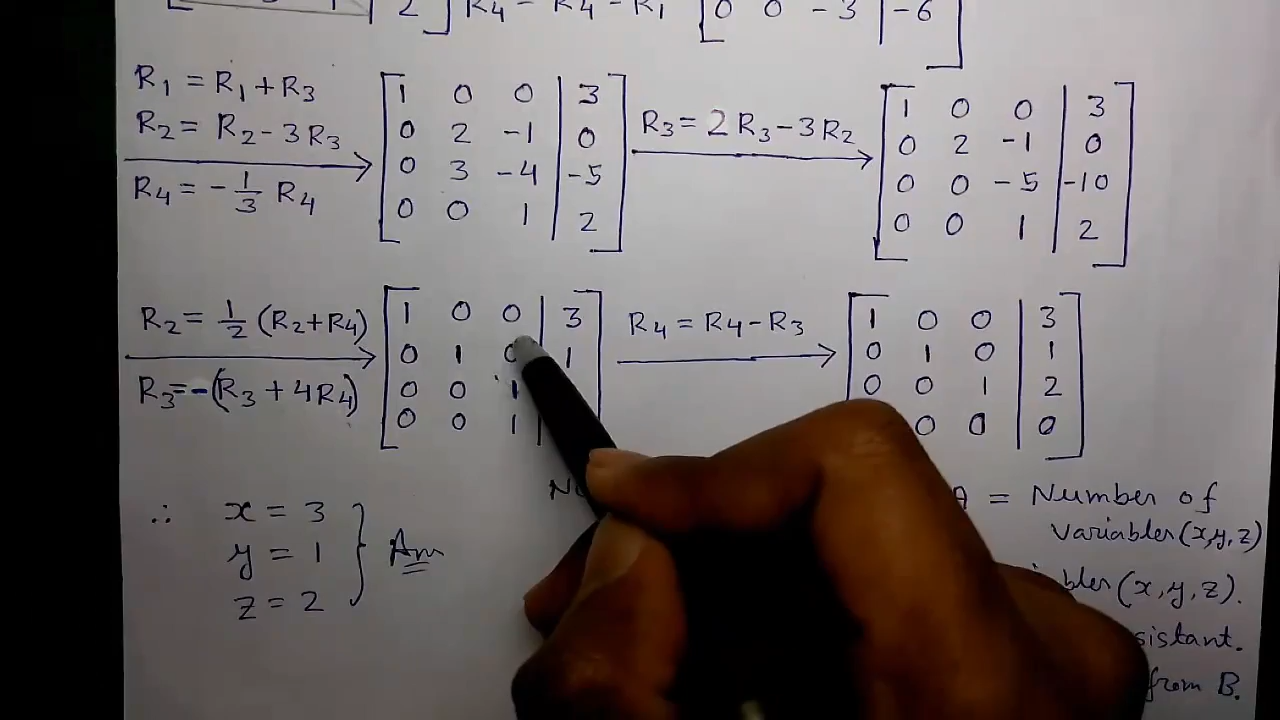 2 R4 = R4 - R1 0 0 -3 -6
R1 = R1 + R3
R2 = R2 - 3R3
R4 = -1/3 R4
1 0 0 | 3
0 2 -1 | 0
0 3 -4 | -5
0 0 1 | 2
R3 = 2R3 - 3R2
1 0 0 | 3
0 2 -1 | 0
0 0 -5 | -10
0 0 1 | 2
R2 = 1/2 (R2 + R4)
R3 = -(R3 + 4R4)
1 0 0 | 3
0 1 0 | 1
0 0 1
0 0 1
R4 = R4 - R3
1 0 0 | 3
0 1 0 | 1
0 0 1 | 2
0 0 | 0
∴ x = 3
y = 1
z = 2
} Ans
A = Number of
variables(x,y,z)
(x,y,z).
from B.